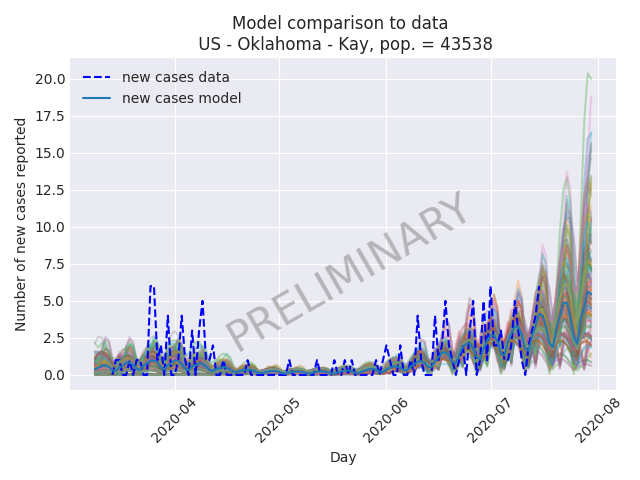 Model comparison to data
US - Oklahoma - Kay, pop. = 43538
new cases data
new cases model
PRELIMINARY
Number of new cases reported
20.0
17.5
15.0
12.5
10.0
7.5
5.0
2.5
0.0
2020-04
2020-05
2020-06
2020-07
2020-08
Day